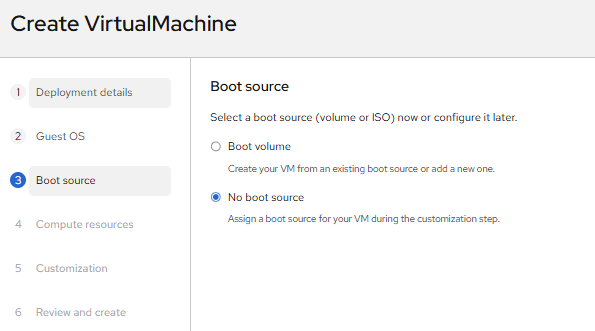 Create VirtualMachine
1 Deployment details
2 Guest OS
3 Boot source
4 Compute resources
5 Customization
6 Review and create
Boot source
Select a boot source (volume or ISO) now or configure it later.
Boot volume
Create your VM from an existing boot source or add a new one.
No boot source
Assign a boot source for your VM during the customization step.